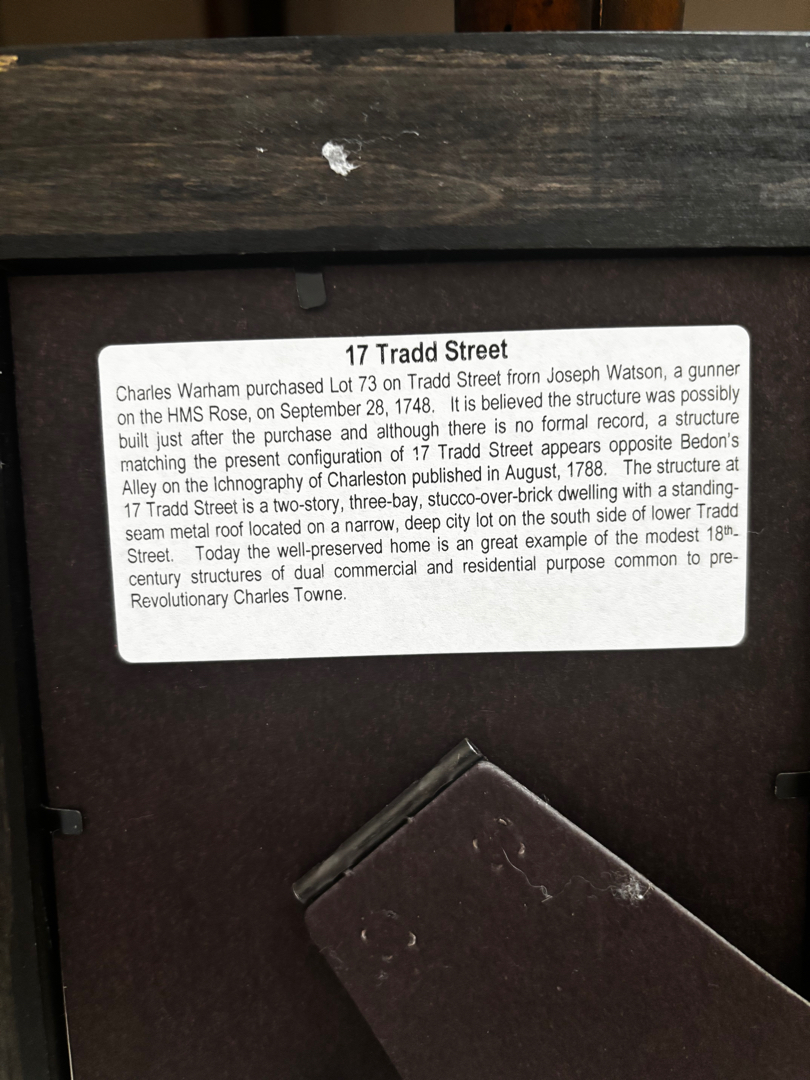 17 Tradd Street
Charles Warham purchased Lot 73 on Tradd Street from Joseph Watson, a gunner
on the HMS Rose, on September 28, 1748. It is believed the structure was possibly
built just after the purchase and although there is no formal record, a structure
matching the present configuration of 17 Tradd Street appears opposite Bedon's
Alley on the Ichnography of Charleston published in August, 1788. The structure at
17 Tradd Street is a two-story, three-bay, stucco-over-brick dwelling with a standing-
seam metal roof located on a narrow, deep city lot on the south side of lower Tradd
Street. Today the well-preserved home is an great example of the modest 18th-
century structures of dual commercial and residential purpose common to pre-
Revolutionary Charles Towne.